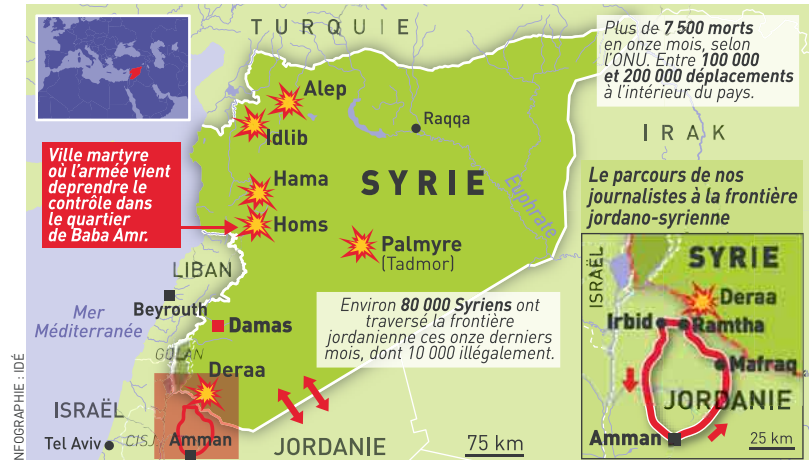 TURQUIE
Plus de 7 500 morts
en onze mois, selon
l'ONU. Entre 100 000
et 200 000 déplacements
à l'intérieur du pays.
Alep
Raqqa
Idlib
IRAK
Ville martyre
où l'armée vient
deprendre le
contrôle dans
le quartier
de Baba Amr.
Hama
SYRIE
Euphrate
Homs
Palmyre
(Tadmor)
Le parcours de nos
journalistes à la frontière
jordano-syrienne
LIBAN
Beyrouth
Mer
Méditerranée
Damas
Environ 80 000 Syriens ont
traversé la frontière
jordanienne ces onze derniers
mois, dont 10 000 illégalement.
GOLAN
Deraa
ISRAËL
Tel Aviv
CISJ
Amman
JORDANIE
75 km
ISRAËL
SYRIE
Deraa
Irbid
Ramtha
Mafraq
JORDANIE
Amman
25 km
NFOGRAPHIE : IDÉ